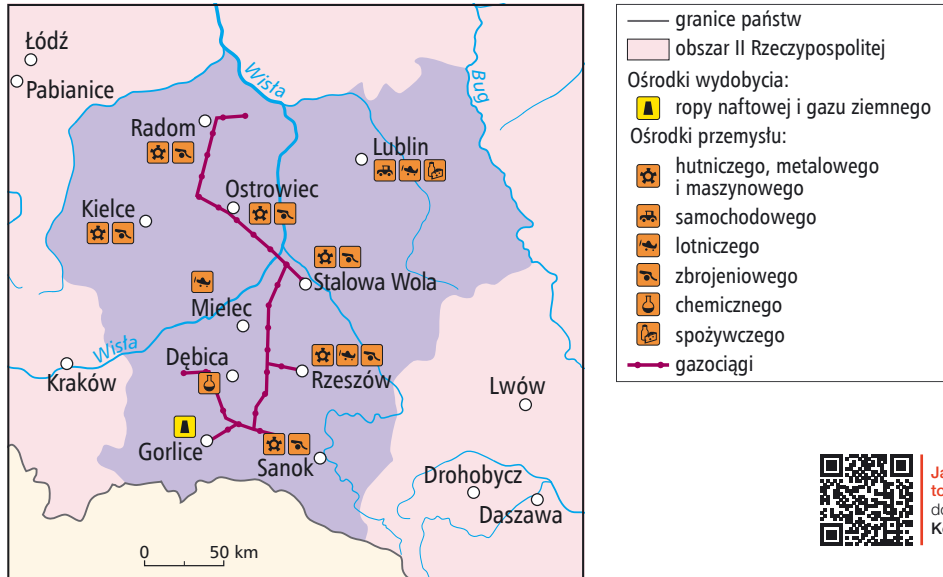 Łódź
Pabianice
Wisła
Bug
Radom
Lublin
Ostrowiec
Kielce
Stalowa Wola
Mielec
Wisła
Dębica
Rzeszów
Kraków
Lwów
Gorlice
Sanok
Drohobycz
Daszawa
0 50 km
granice państw
obszar II Rzeczypospolitej
Ośrodki wydobycia:
ropy naftowej i gazu ziemnego
Ośrodki przemysłu:
hutniczego, metalowego
i maszynowego
samochodowego
lotniczego
zbrojeniowego
chemicznego
spożywczego
gazociągi